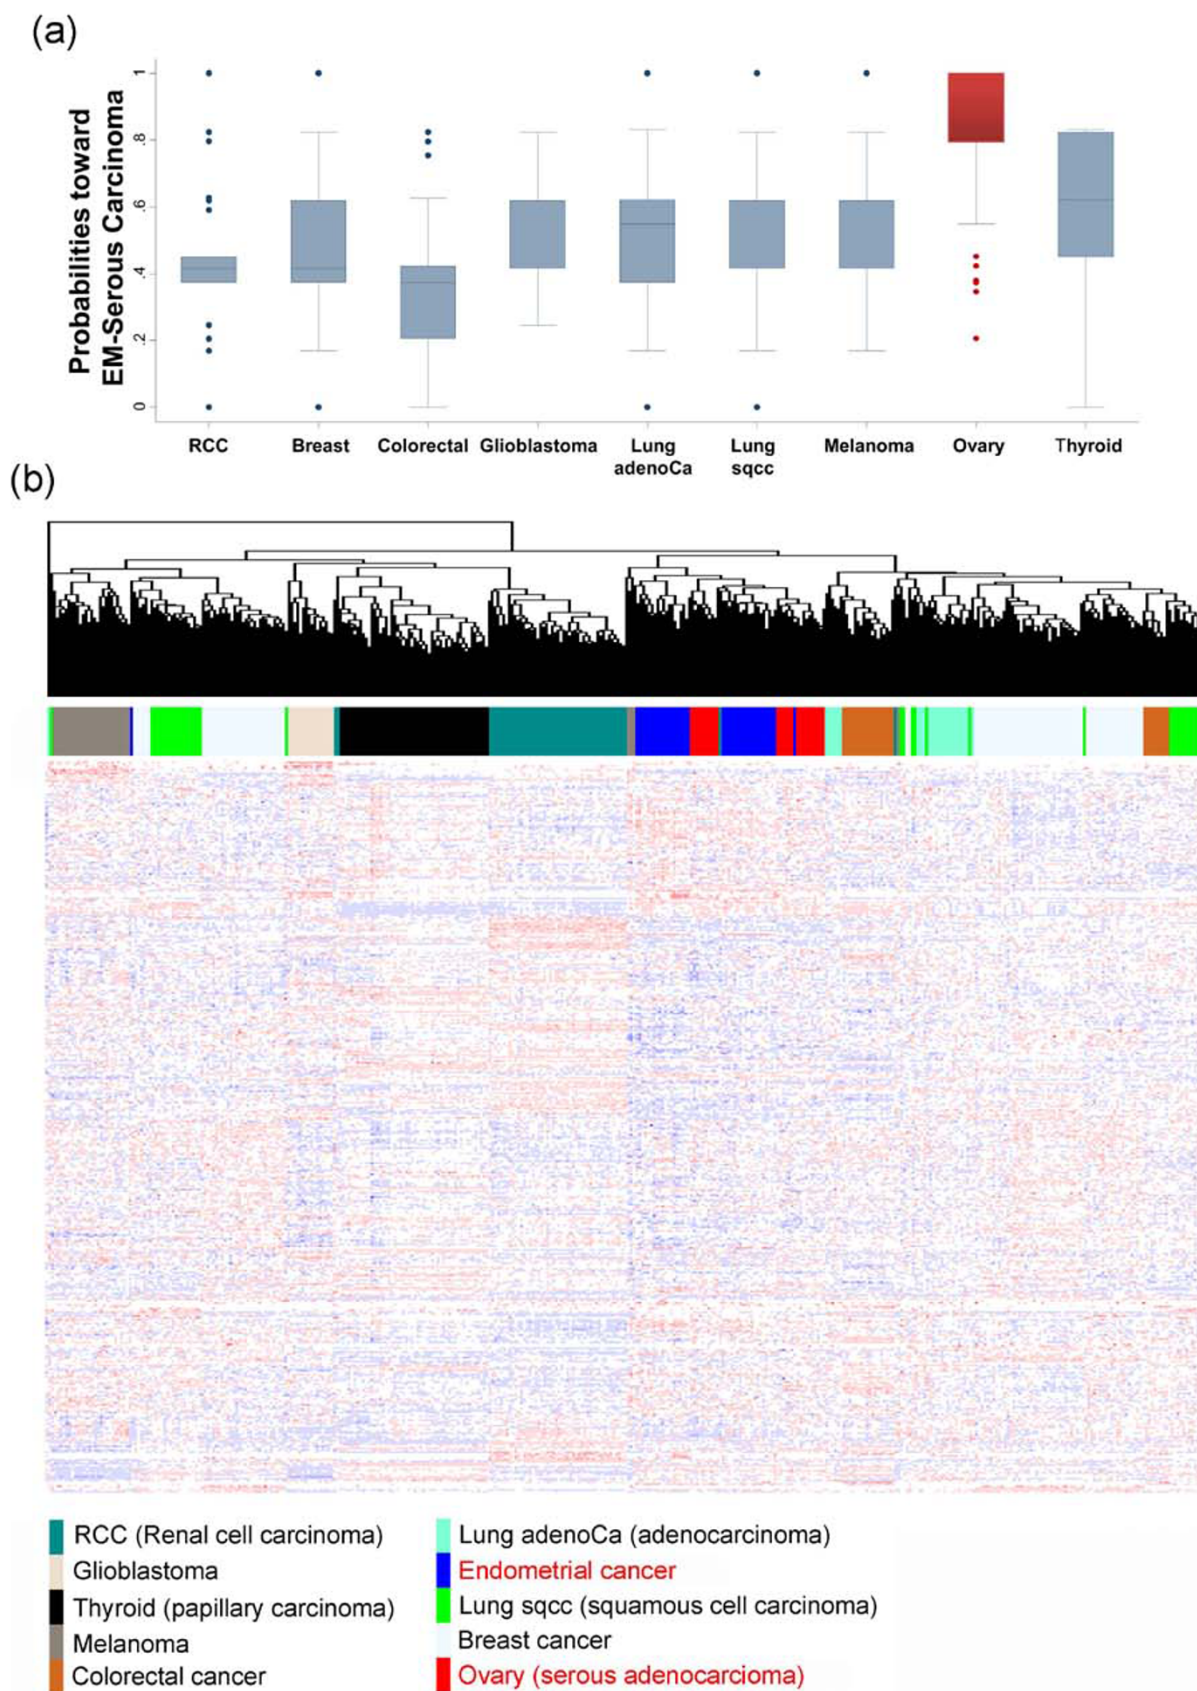 (a)
Probabilities toward
EM-Serous Carcinoma
1
.8
.6
.4
.2
0
RCC
Breast
Colorectal
Glioblastoma
Lung
adenoCa
Lung
sqcc
Melanoma
Ovary
Thyroid
(b)
RCC (Renal cell carcinoma)
Glioblastoma
Thyroid (papillary carcinoma)
Melanoma
Colorectal cancer
Lung adenoCa (adenocarcinoma)
Endometrial cancer
Lung sqcc (squamous cell carcinoma)
Breast cancer
Ovary (serous adenocarcioma)